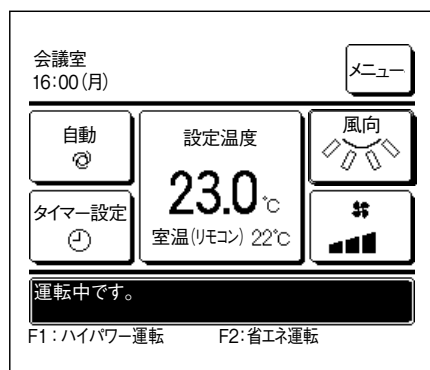 会議室
16:00(月)
メニュー
自動
設定温度
風向
23.0℃
タイマー設定
室温(リモコン) 22℃
運転中です。
F1:ハイパワー運転 F2:省エネ運転